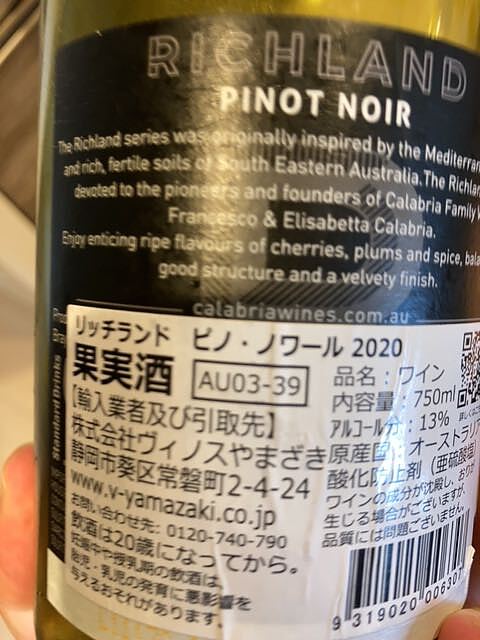 RICHLAND
PINOT NOIR
The Richland series was originally inspired by the
and rich, fertile soils of South Eastern Australia. The
devoted to the pioneers and founders of Calabria Family
Francesco & Elisabetta Calabria.
Enjoy enticing ripe flavours of cherries, plums and spice,
good structure and a velvety finish.
calabriawines.com.au
Standard Drinks
リッチランド ピノ・ノワール 2020
果実酒 AU03-39
【輸入業者及び引取先】
株式会社ヴィノスやまざき
静岡市葵区常磐町2-4-24
www.v-yamazaki.co.jp
お問い合わせ先: 0120-740-790
飲酒は20歳になってから。
妊娠中や授乳期の飲酒は、
胎児・乳児の発育に悪影響を
与えるおそれがあります。
品名:ワイン
内容量:750ml
アルコール分:13%
原産国:オーストラリア
酸化防止剤(亜硫酸塩)
ワインの成分が沈殿し、おりが
生じる場合がございますが、
品質には問題ございません。
9 319020 00630